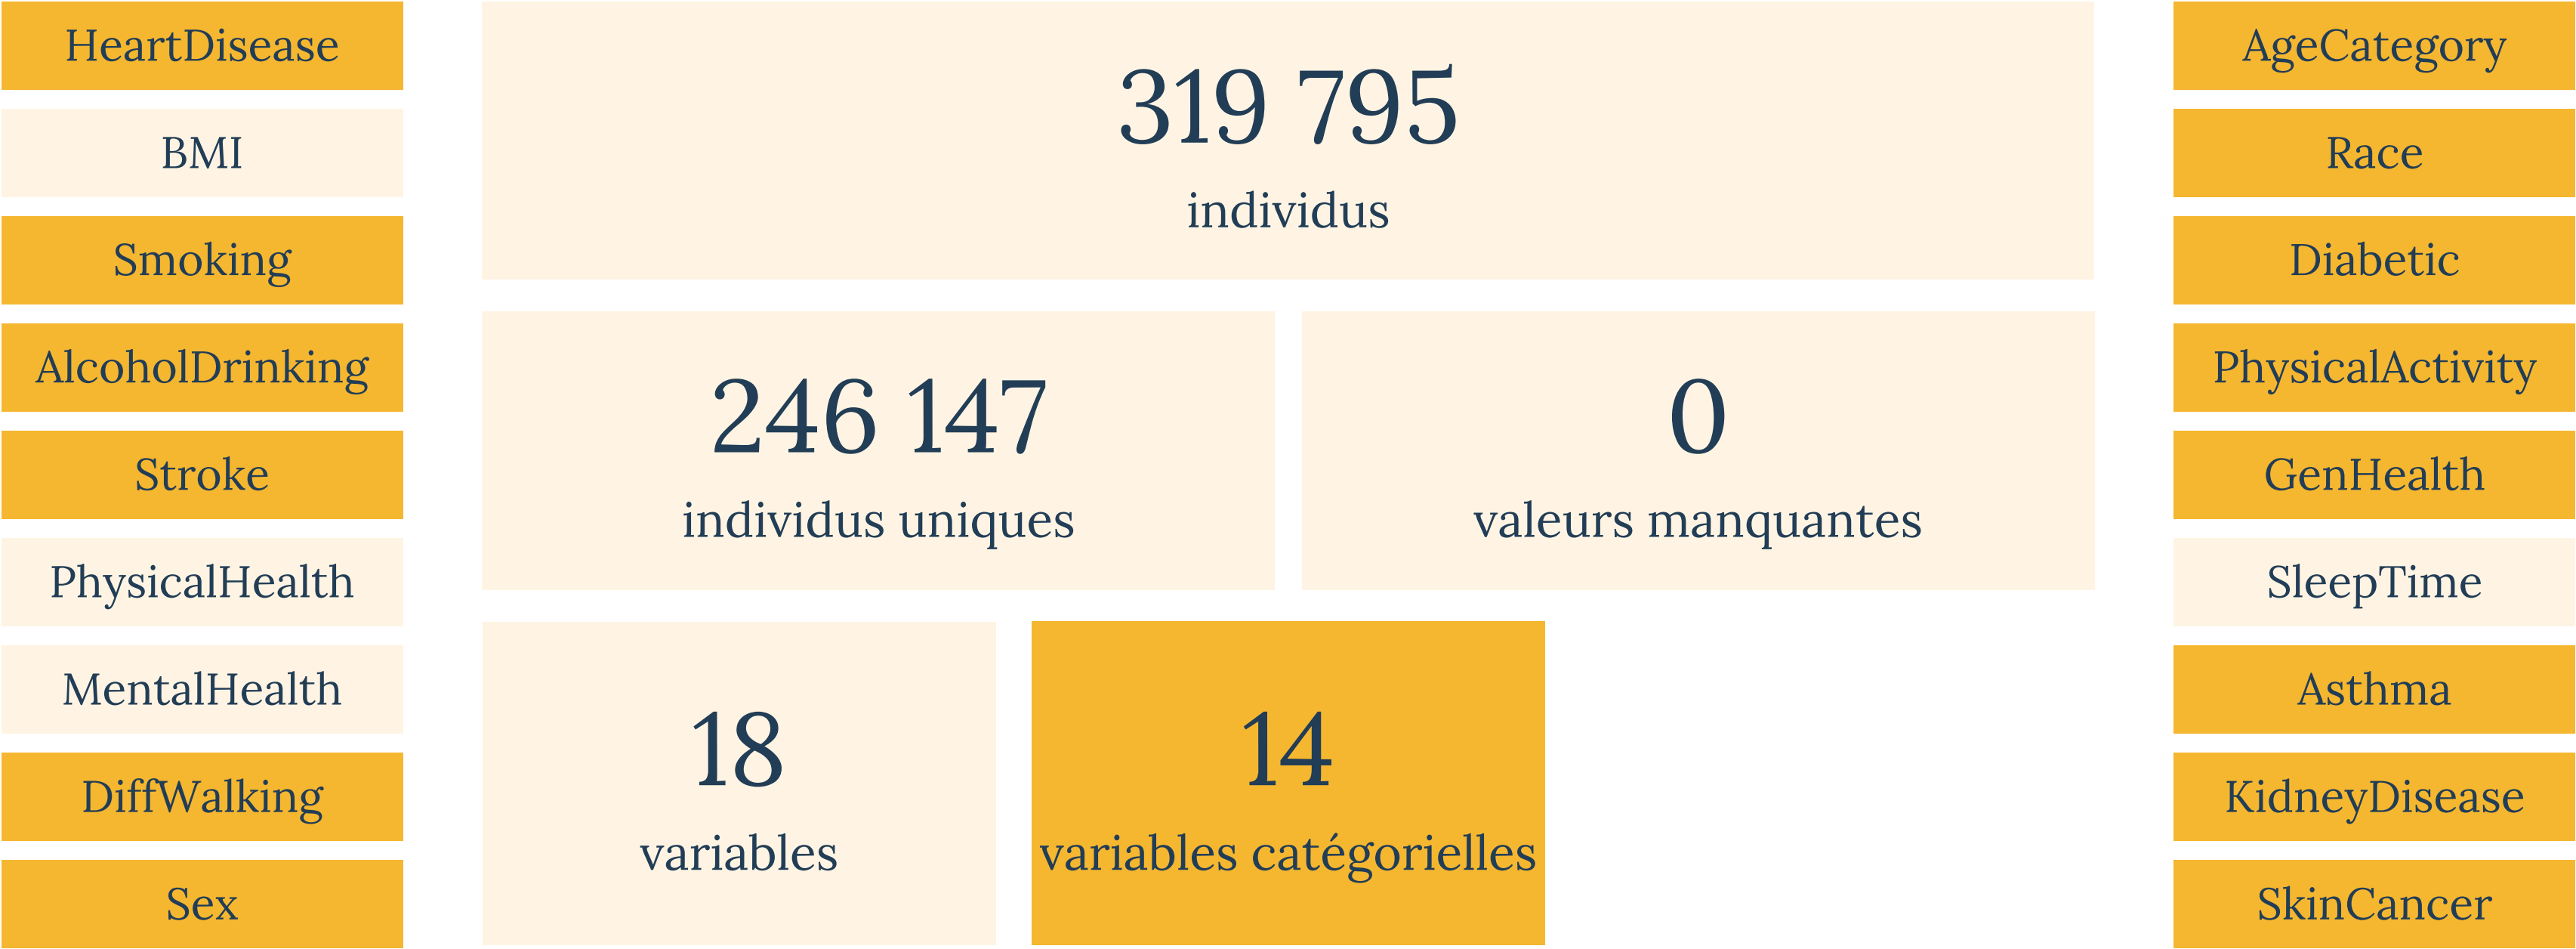 HeartDisease
BMI
Smoking
AlcoholDrinking
Stroke
PhysicalHealth
MentalHealth
DiffWalking
Sex
319 795
individus
246 147
individus uniques
0
valeurs manquantes
18
variables
14
variables catégorielles
AgeCategory
Race
Diabetic
PhysicalActivity
GenHealth
SleepTime
Asthma
KidneyDisease
SkinCancer